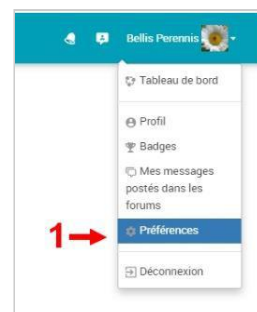 Bellis Perennis
Tableau de bord
Profil
Badges
Mes messages
postés dans les
forums
1
Préférences
Déconnexion